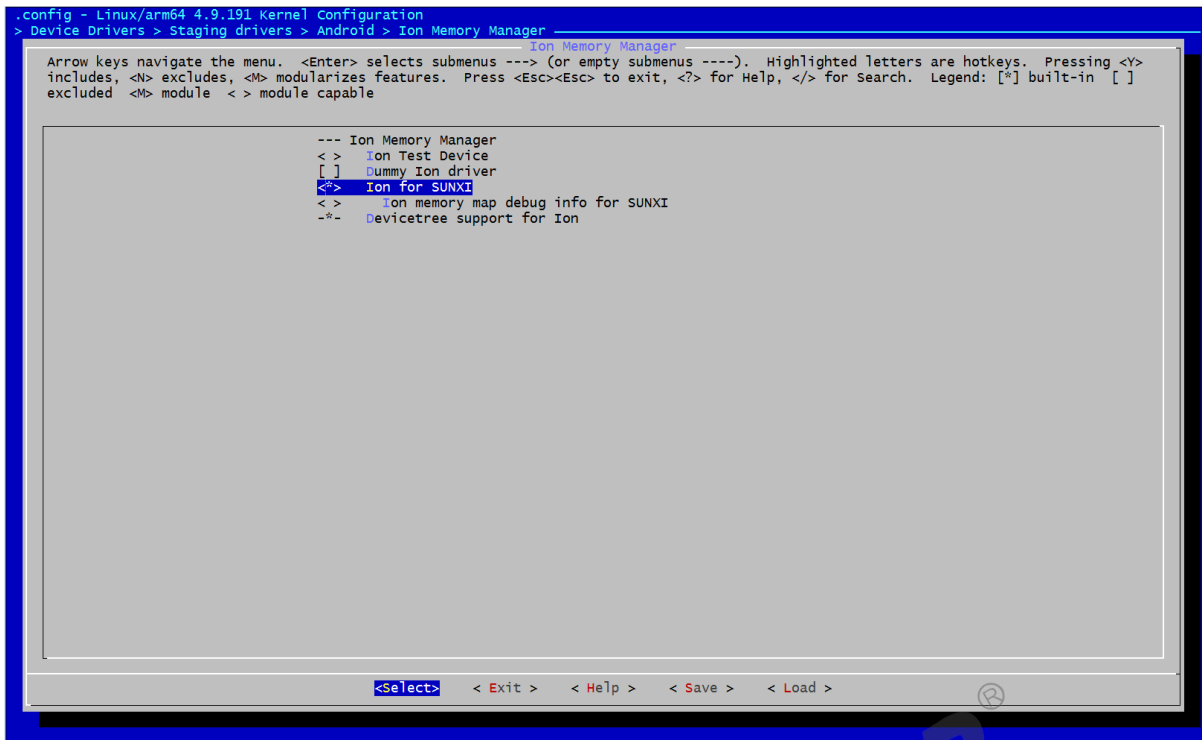 .config - Linux/arm64 4.9.191 Kernel Configuration
> Device Drivers > Staging drivers > Android > Ion Memory Manager
Ion Memory Manager
Arrow keys navigate the menu.  <Enter> selects submenus ---> (or empty submenus ----).  Highlighted letters are hotkeys.  Pressing <Y>
includes, <N> excludes, <M> modularizes features.  Press <Esc><Esc> to exit, <?> for Help, </> for Search.  Legend: [*] built-in  [ ]
excluded  <M> module  < > module capable
--- Ion Memory Manager
< >   Ion Test Device
[ ]   Dummy Ion driver
<*>   Ion for SUNXI
< >     Ion memory map debug info for SUNXI
-*-   Devicetree support for Ion
<Select>    < Exit >    < Help >    < Save >    < Load >
®